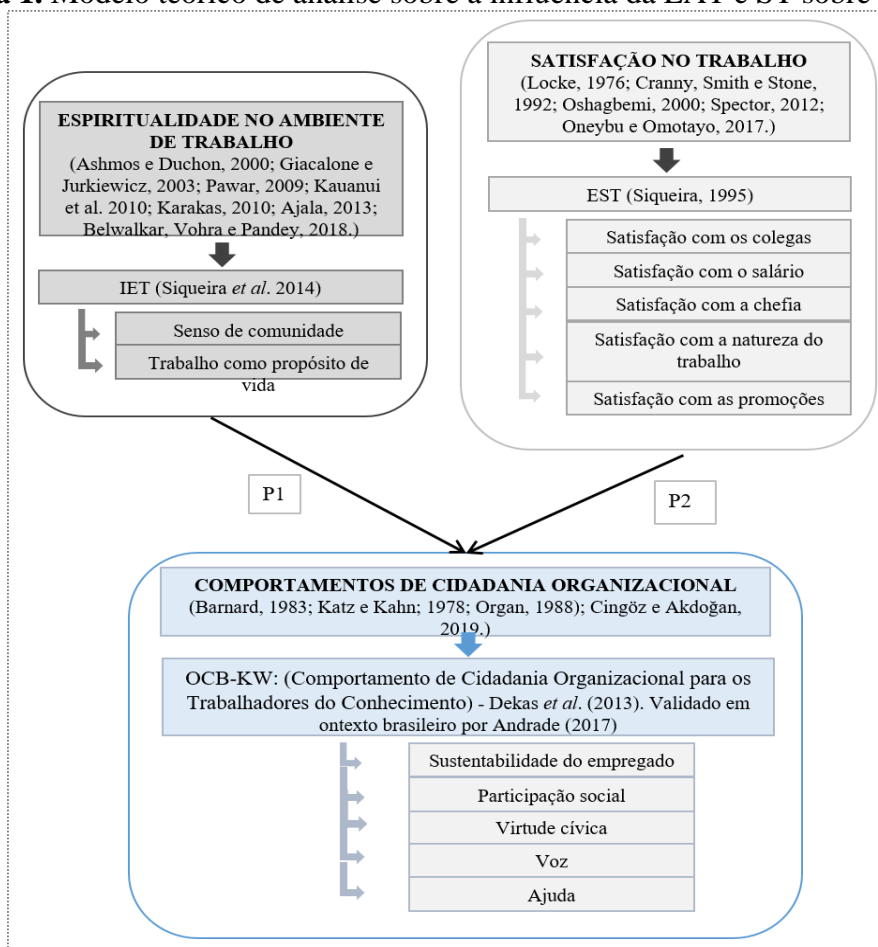 a 1. Modelo teórico de análise sobre a influência da EAT e ST sobre
ESPIRITUALIDADE NO AMBIENTE
DE TRABALHO
(Ashmos e Duchon, 2000; Giacalone e
Jurkiewicz, 2003; Pawar, 2009; Kauanui
et al. 2010; Karakas, 2010; Ajala, 2013;
Belwalkar, Vohra e Pandey, 2018.)
IET (Siqueira et al. 2014)
Senso de comunidade
Trabalho como propósito de
vida
SATISFAÇÃO NO TRABALHO
(Locke, 1976; Cranny, Smith e Stone,
1992; Oshagbemi, 2000; Spector, 2012;
Oneybu e Omotayo, 2017.)
EST (Siqueira, 1995)
Satisfação com os colegas
Satisfação com o salário
Satisfação com a chefia
Satisfação com a natureza do
trabalho
Satisfação com as promoções
P1
P2
COMPORTAMENTOS DE CIDADANIA ORGANIZACIONAL
(Barnard, 1983; Katz e Kahn; 1978; Organ, 1988); Cingöz e Akdoğan,
2019.)
OCB-KW: (Comportamento de Cidadania Organizacional para os
Trabalhadores do Conhecimento) - Dekas et al. (2013). Validado em
ontexto brasileiro por Andrade (2017)
Sustentabilidade do empregado
Participação social
Virtude cívica
Voz
Ajuda